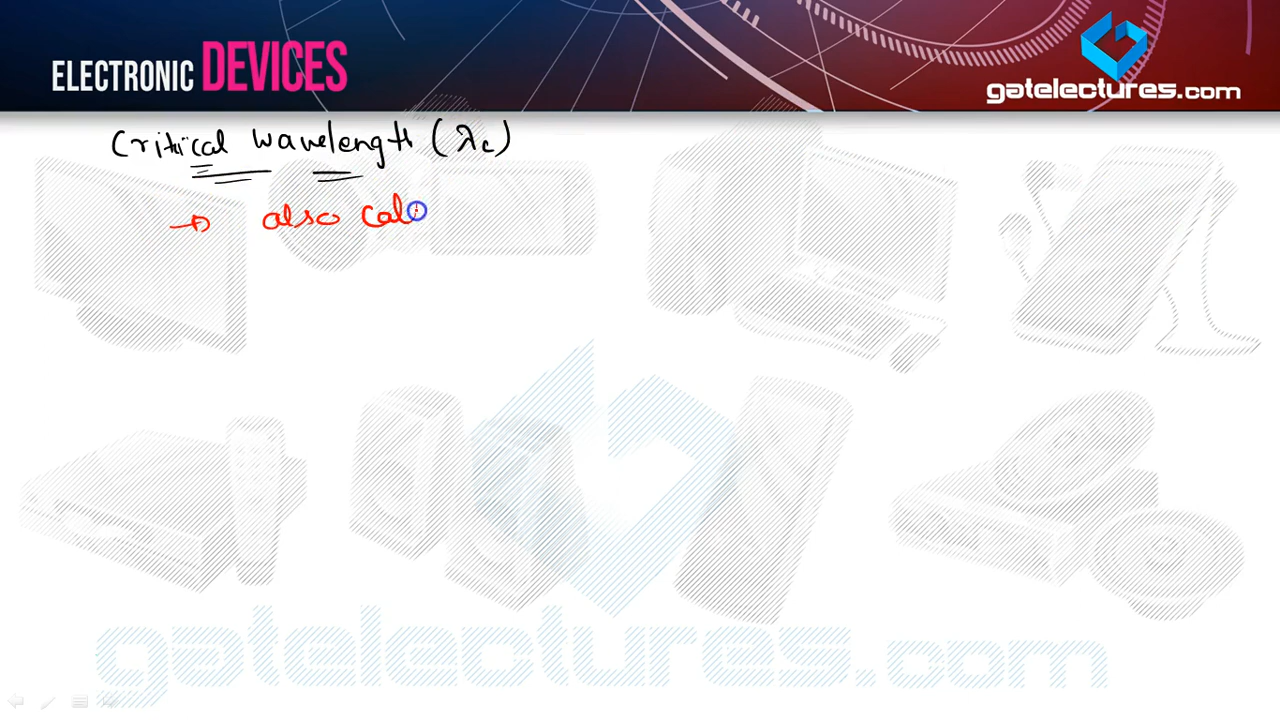 ELECTRONIC DEVICES
gatelectures.com
Critical wavelength (λc)
→ also cal
gatelectures.com